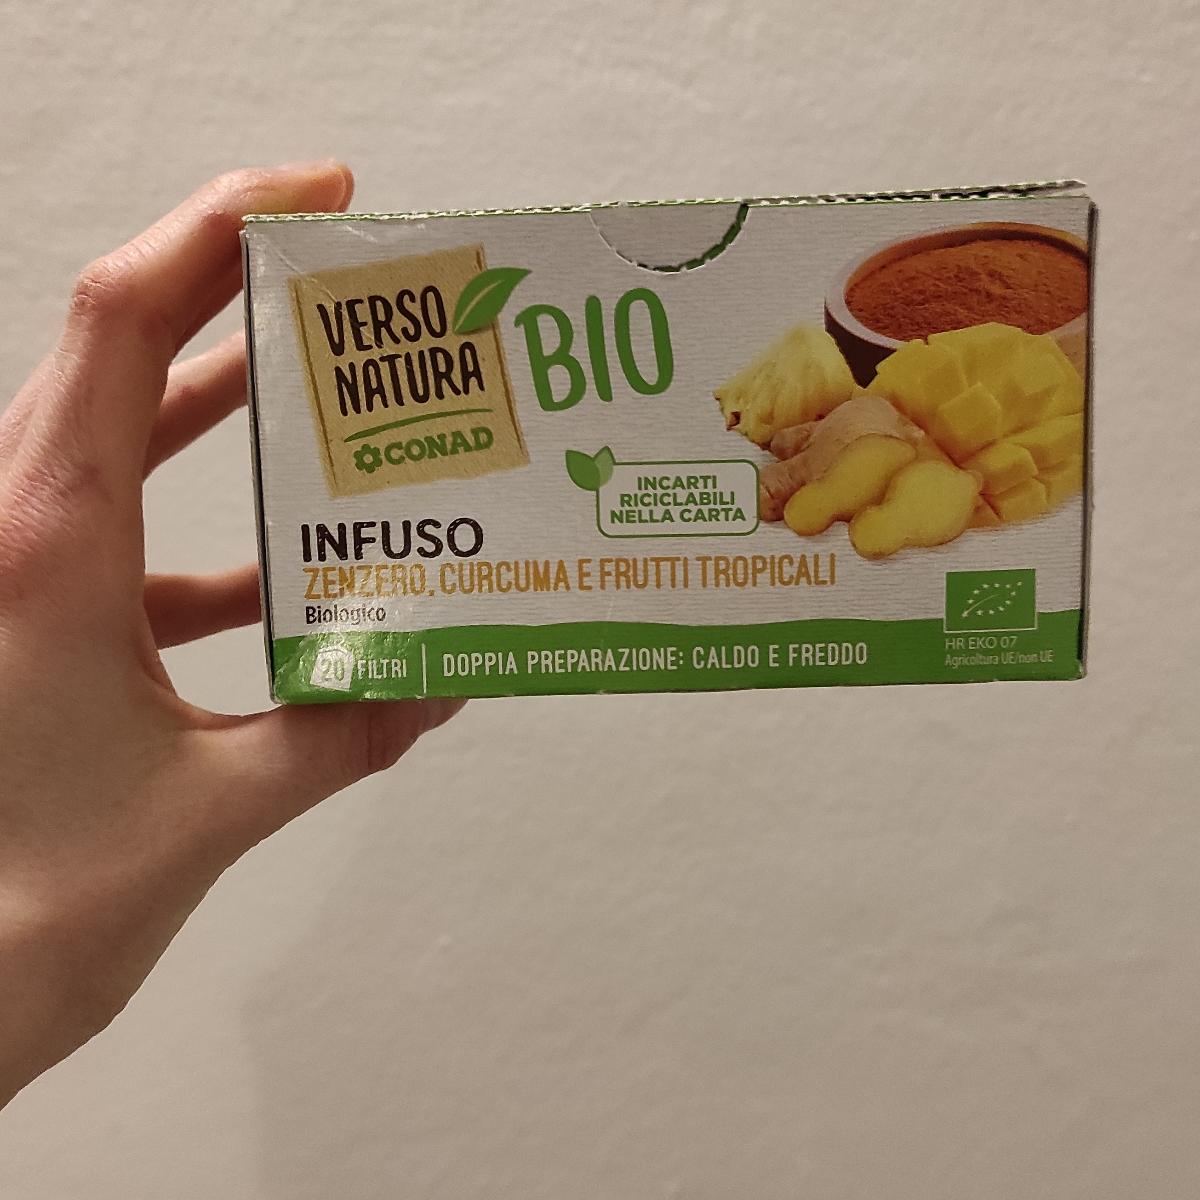 VERSO
NATURA
CONAD
BIO
INCARTI
RICICLABILI
NELLA CARTA
INFUSO
ZENZERO, CURCUMA E FRUTTI TROPICALI
Biologico
20 FILTRI
DOPPIA PREPARAZIONE: CALDO E FREDDO
HR EKO 07
Agricoltura UE/non UE